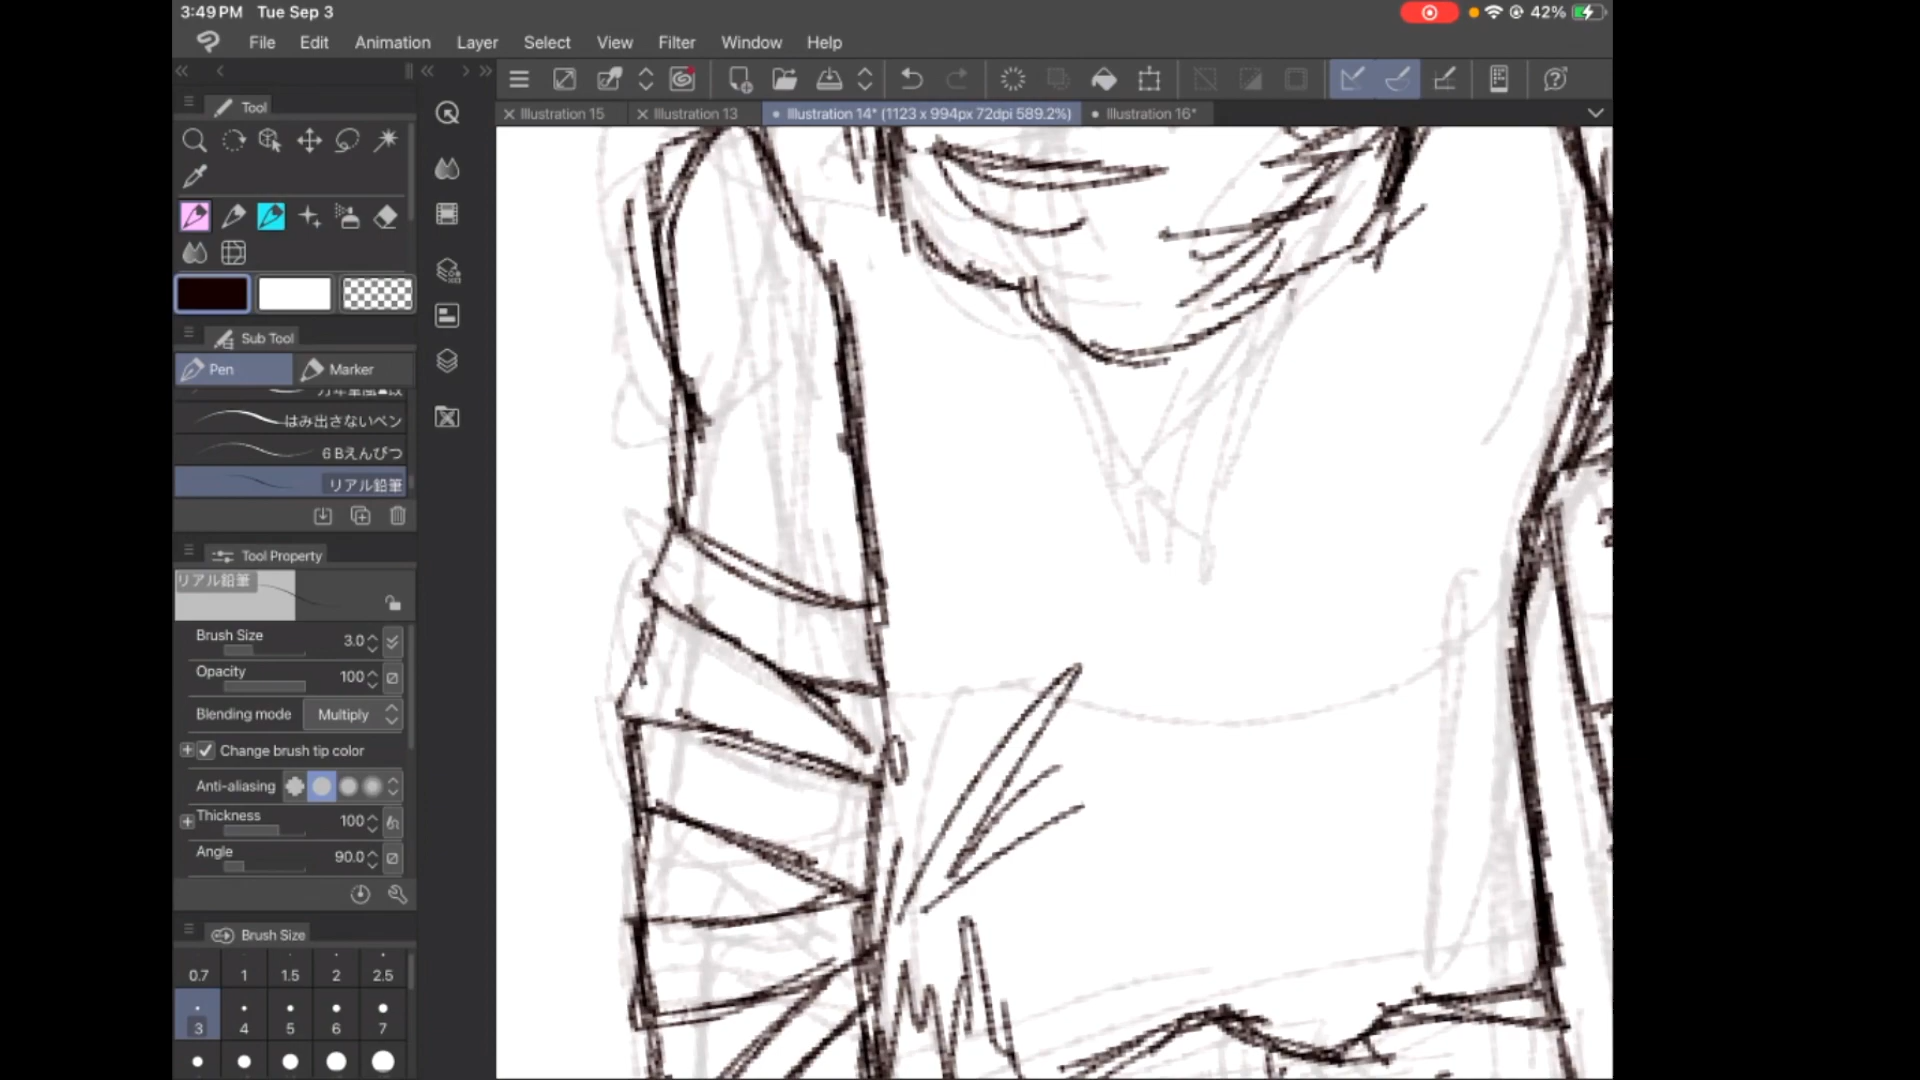 3:49 PM Tue Sep 3
42%
File Edit Animation Layer Select View Filter Window Help
Tool
Illustration 15
Illustration 13
Illustration 14* (1123 x 994px 72dpi 589.2%)
Illustration 16*
Sub Tool
Pen
Marker
はみ出さないペン
6Bえんぴつ
リアル鉛筆
Tool Property
リアル鉛筆
Brush Size 3.0
Opacity 100
Blending mode Multiply
Change brush tip color
Anti-aliasing
Thickness 100
Angle 90.0
Brush Size
0.7 1 1.5 2 2.5
3 4 5 6 7